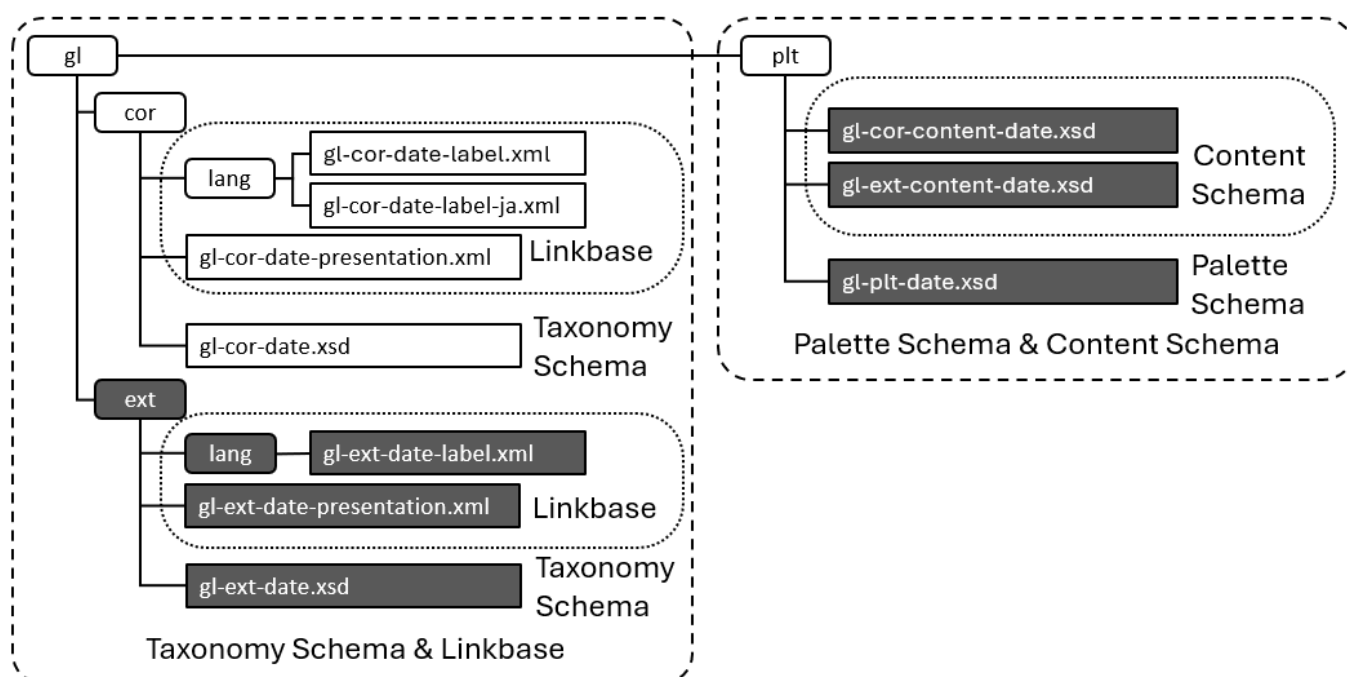 gl
cor
lang
gl-cor-date-label.xml
gl-cor-date-label-ja.xml
gl-cor-date-presentation.xml
Linkbase
gl-cor-date.xsd
Taxonomy
Schema
ext
lang
gl-ext-date-label.xml
gl-ext-date-presentation.xml
Linkbase
gl-ext-date.xsd
Taxonomy
Schema
Taxonomy Schema & Linkbase
plt
gl-cor-content-date.xsd
gl-ext-content-date.xsd
Content
Schema
gl-plt-date.xsd
Palette
Schema
Palette Schema & Content Schema